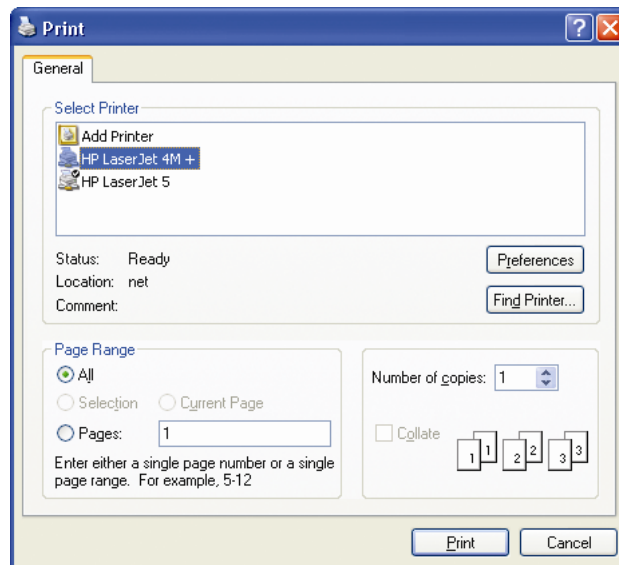 Print
General
Select Printer
Add Printer
HP LaserJet 4M +
HP LaserJet 5
Status: Ready
Location: net
Comment:
Preferences
Find Printer...
Page Range
All
Selection Current Page
Pages: 1
Enter either a single page number or a single
page range. For example, 5-12
Number of copies: 1
Collate
1 1 2 2 3 3
Print Cancel